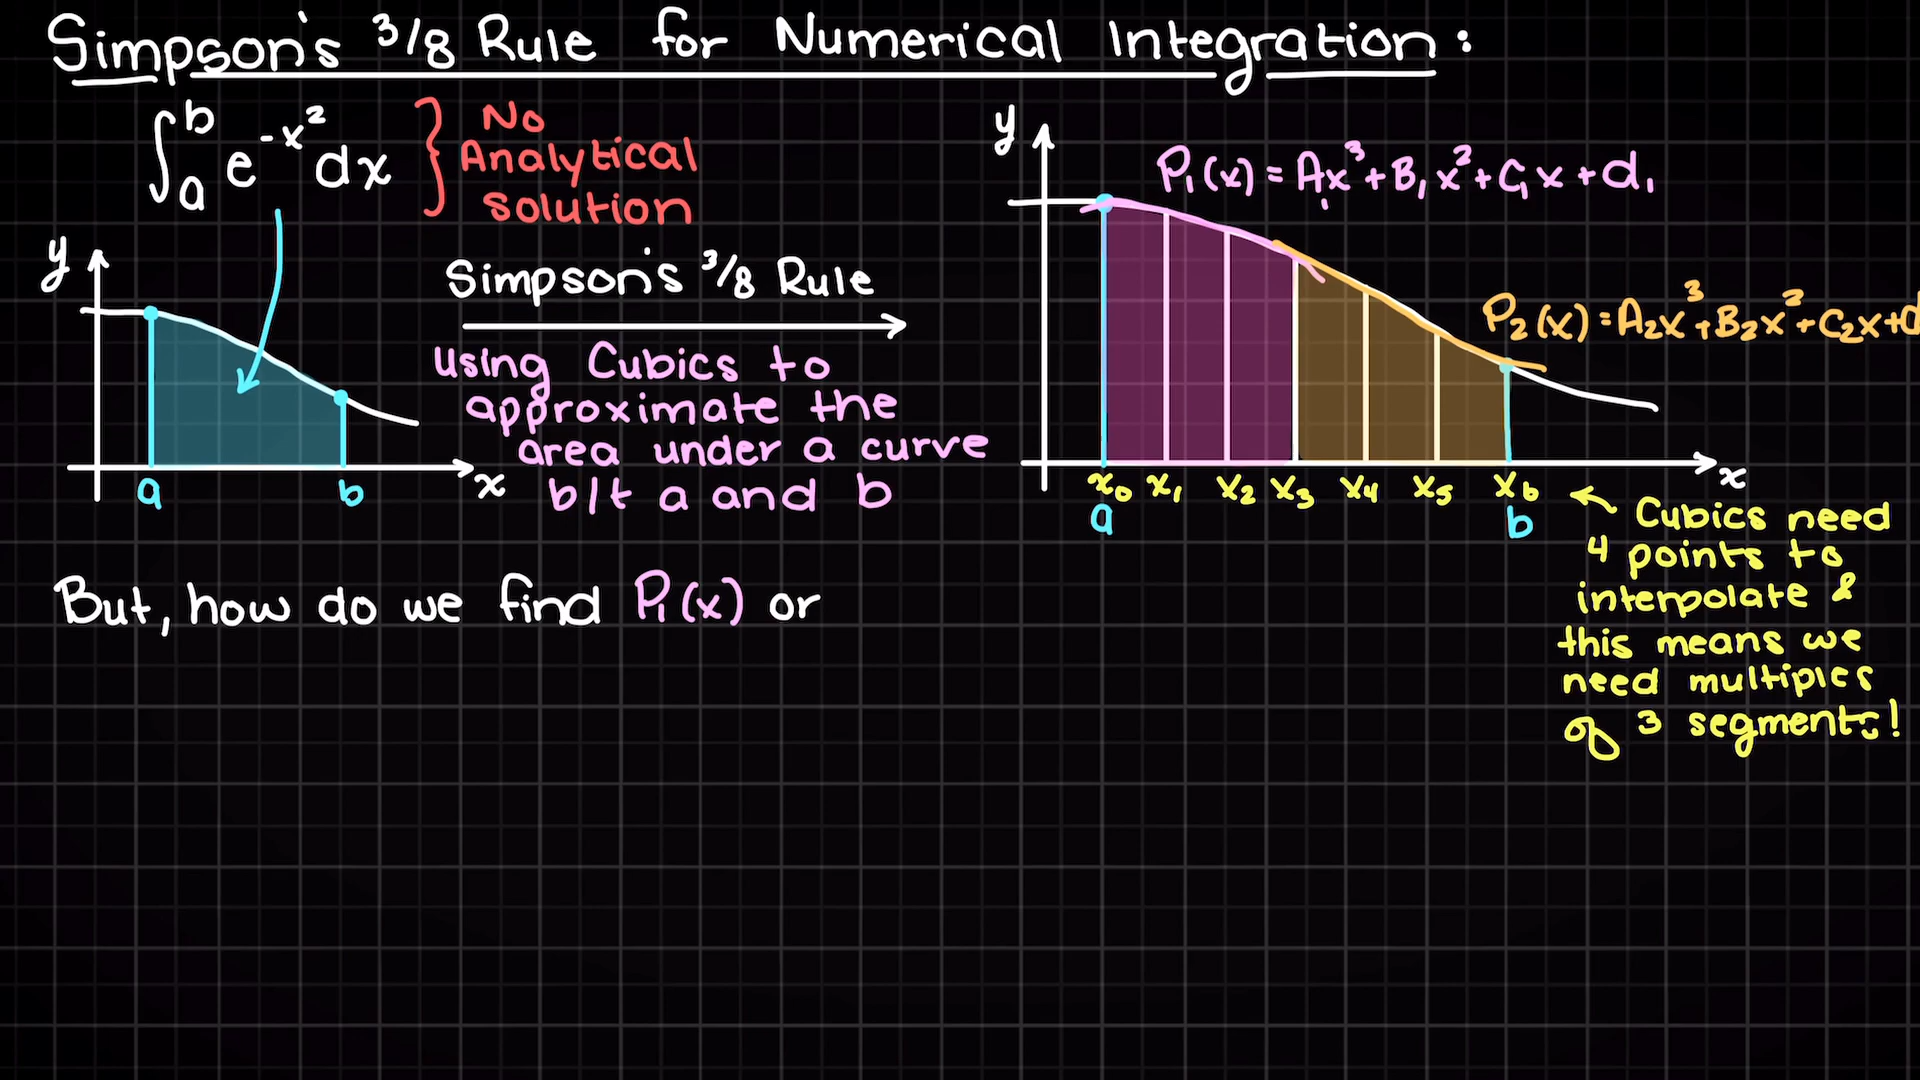 Simpson's 3/8 Rule for Numerical Integration:
∫ₐᵇ e^(-x²) dx } No
Analytical
solution
y
a b x
Simpson's 3/8 Rule
using Cubics to
approximate the
area under a curve
b/t a and b
y
P₁(x) = A₁x³ + B₁x² + C₁x + d₁
P₂(x) = A₂x³ + B₂x² + C₂x + d
x
x₀ x₁ x₂ x₃ x₄ x₅ x₆
a b
Cubics need
4 points to
interpolate &
this means we
need multiples
of 3 segments!
But, how do we find P₁(x) or